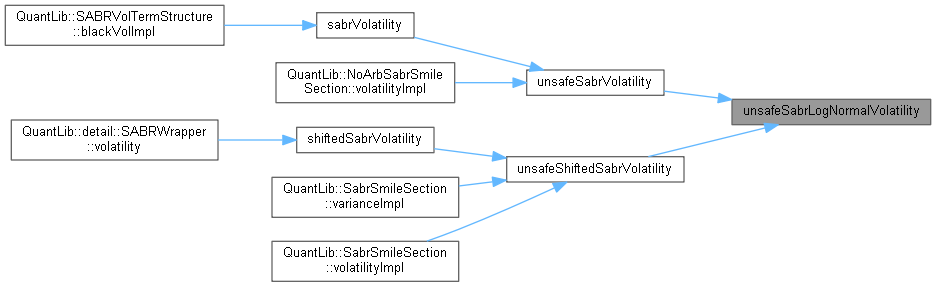 QuantLib::SABRVolTermStructure
::blackVolImpl
sabrVolatility
QuantLib::NoArbSabrSmile
Section::volatilityImpl
unsafeSabrVolatility
unsafeSabrLogNormalVolatility
QuantLib::detail::SABRWrapper
::volatility
shiftedSabrVolatility
unsafeShiftedSabrVolatility
QuantLib::SabrSmileSection
::varianceImpl
QuantLib::SabrSmileSection
::volatilityImpl